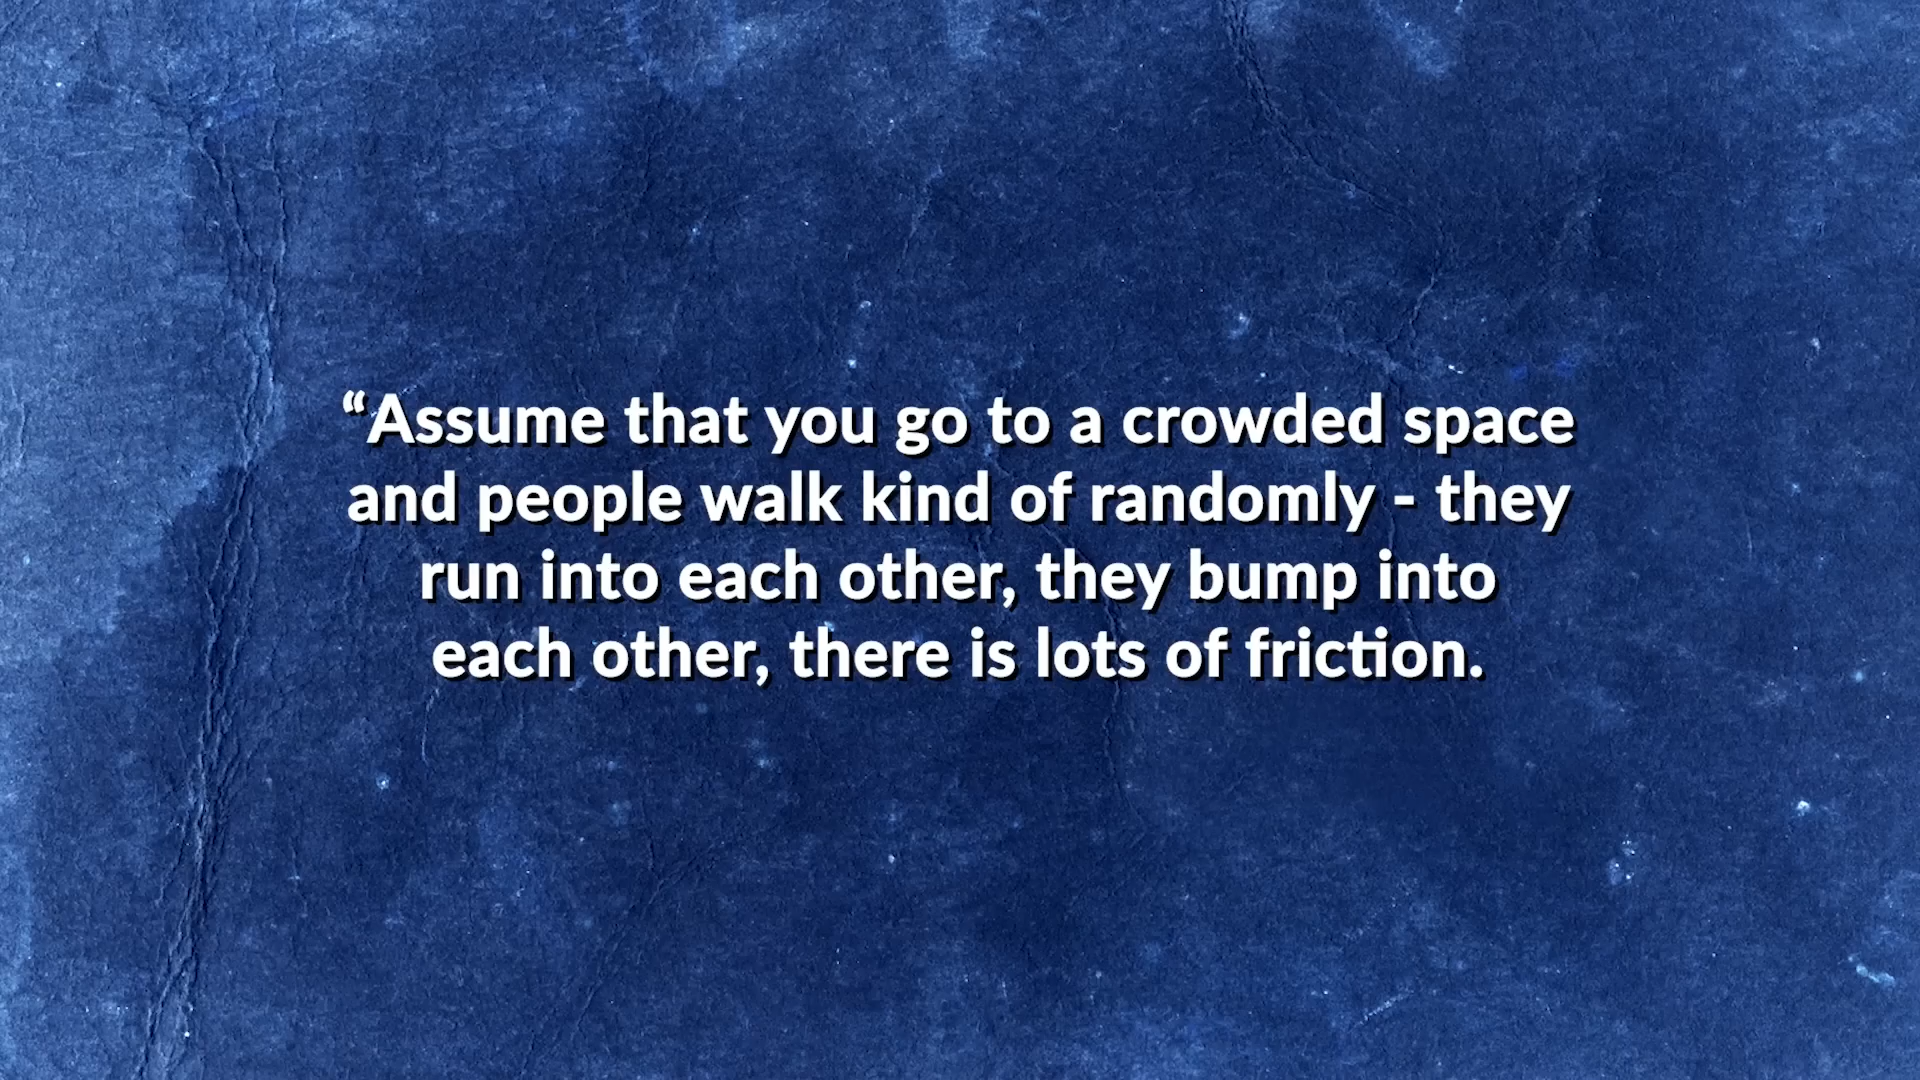 “Assume that you go to a crowded space
and people walk kind of randomly - they
run into each other, they bump into
each other, there is lots of friction.